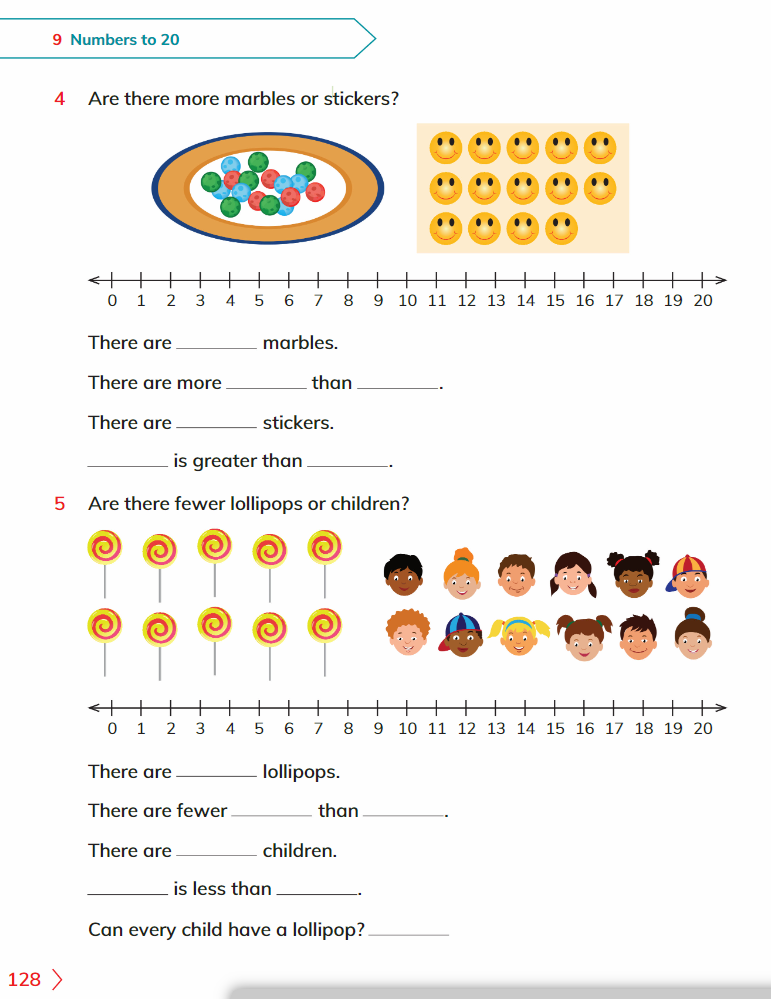 9 Numbers to 20
4 Are there more marbles or stickers?
0 1 2 3 4 5 6 7 8 9 10 11 12 13 14 15 16 17 18 19 20
There are ________ marbles.
There are more ________ than ________.
There are ________ stickers.
________ is greater than ________.
5 Are there fewer lollipops or children?
0 1 2 3 4 5 6 7 8 9 10 11 12 13 14 15 16 17 18 19 20
There are ________ lollipops.
There are fewer ________ than ________.
There are ________ children.
________ is less than ________.
Can every child have a lollipop? ________
128